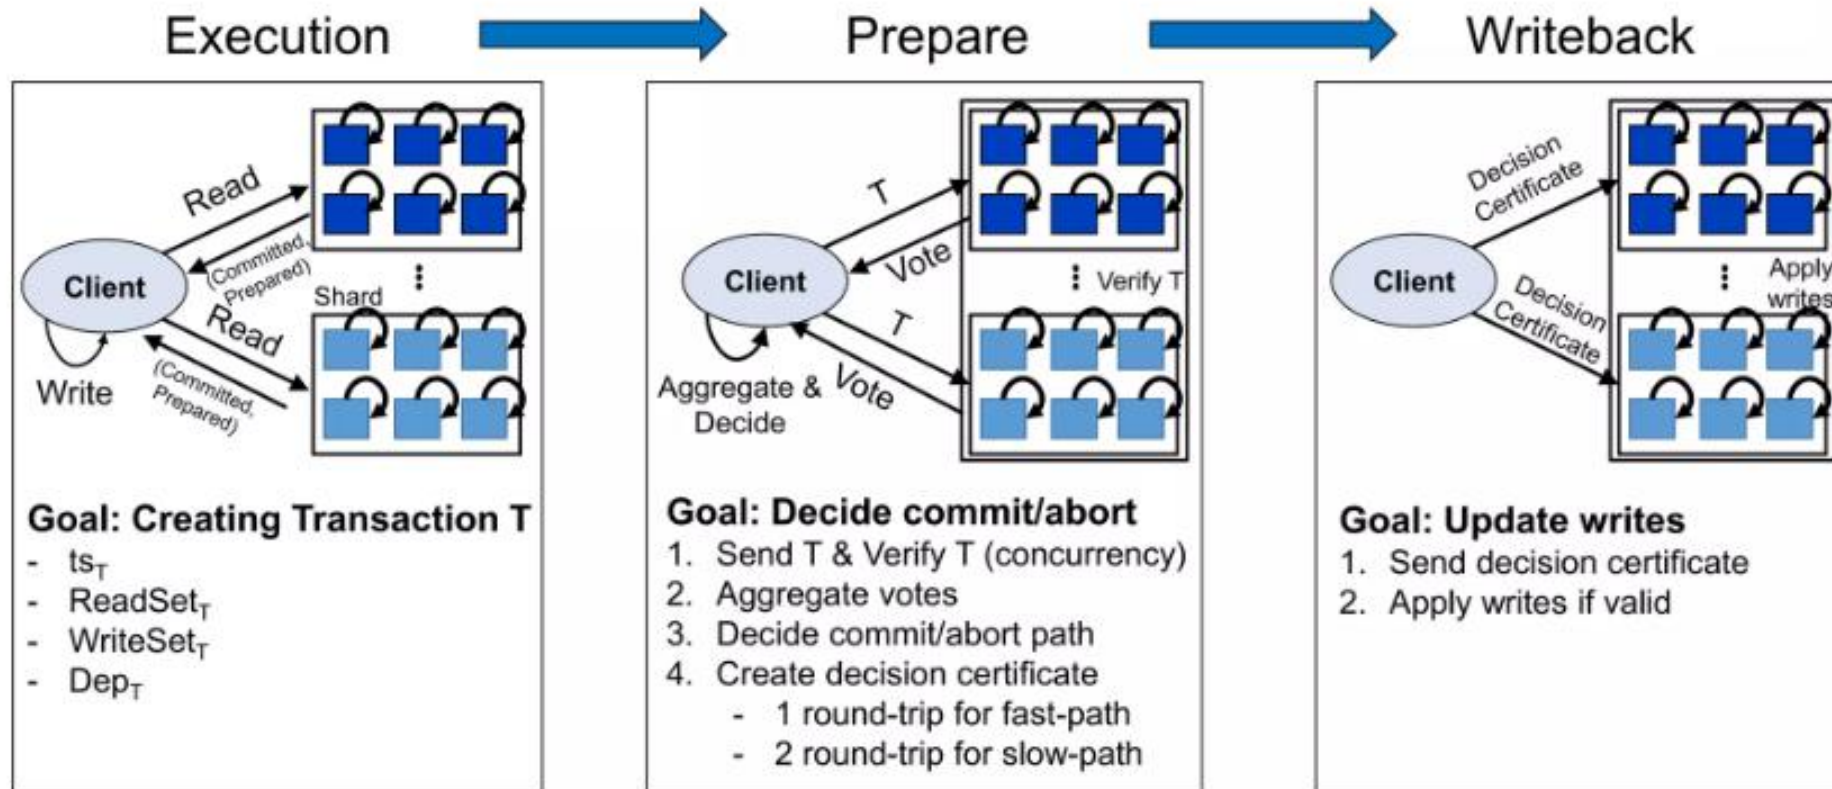 Execution
Prepare
Writeback
Read
(Committed,
Prepared)
Client
Shard
Read
Write
(Committed,
Prepared)
Goal: Creating Transaction T
- ts_T
- ReadSet_T
- WriteSet_T
- Dep_T
T
Vote
Client
Verify T
T
Aggregate &
Decide
Vote
Goal: Decide commit/abort
1. Send T & Verify T (concurrency)
2. Aggregate votes
3. Decide commit/abort path
4. Create decision certificate
- 1 round-trip for fast-path
- 2 round-trip for slow-path
Decision
Certificate
Client
Apply
writes
Decision
Certificate
Goal: Update writes
1. Send decision certificate
2. Apply writes if valid